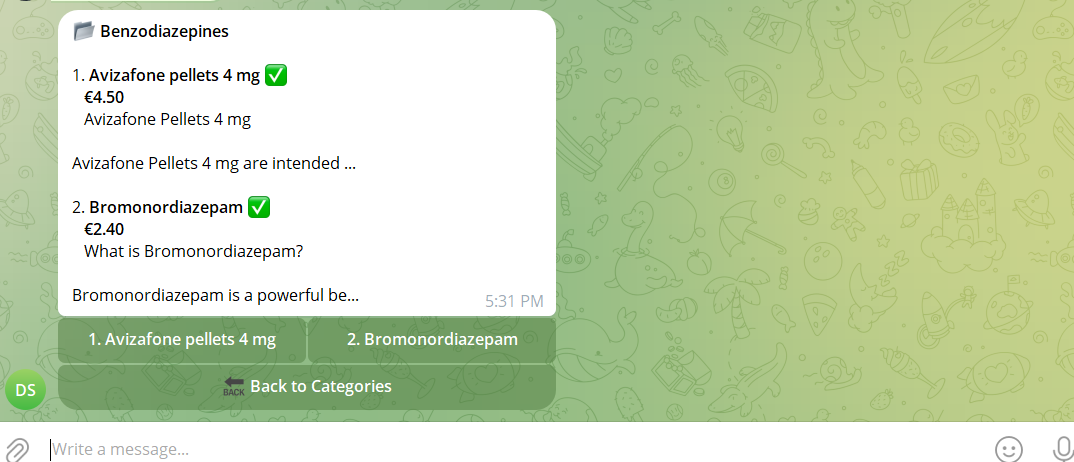 Benzodiazepines
1. Avizafone pellets 4 mg ✅
€4.50
Avizafone Pellets 4 mg
Avizafone Pellets 4 mg are intended ...
2. Bromonordiazepam ✅
€2.40
What is Bromonordiazepam?
Bromonordiazepam is a powerful be...
5:31 PM
1. Avizafone pellets 4 mg
2. Bromonordiazepam
BACK Back to Categories
DS
Write a message...